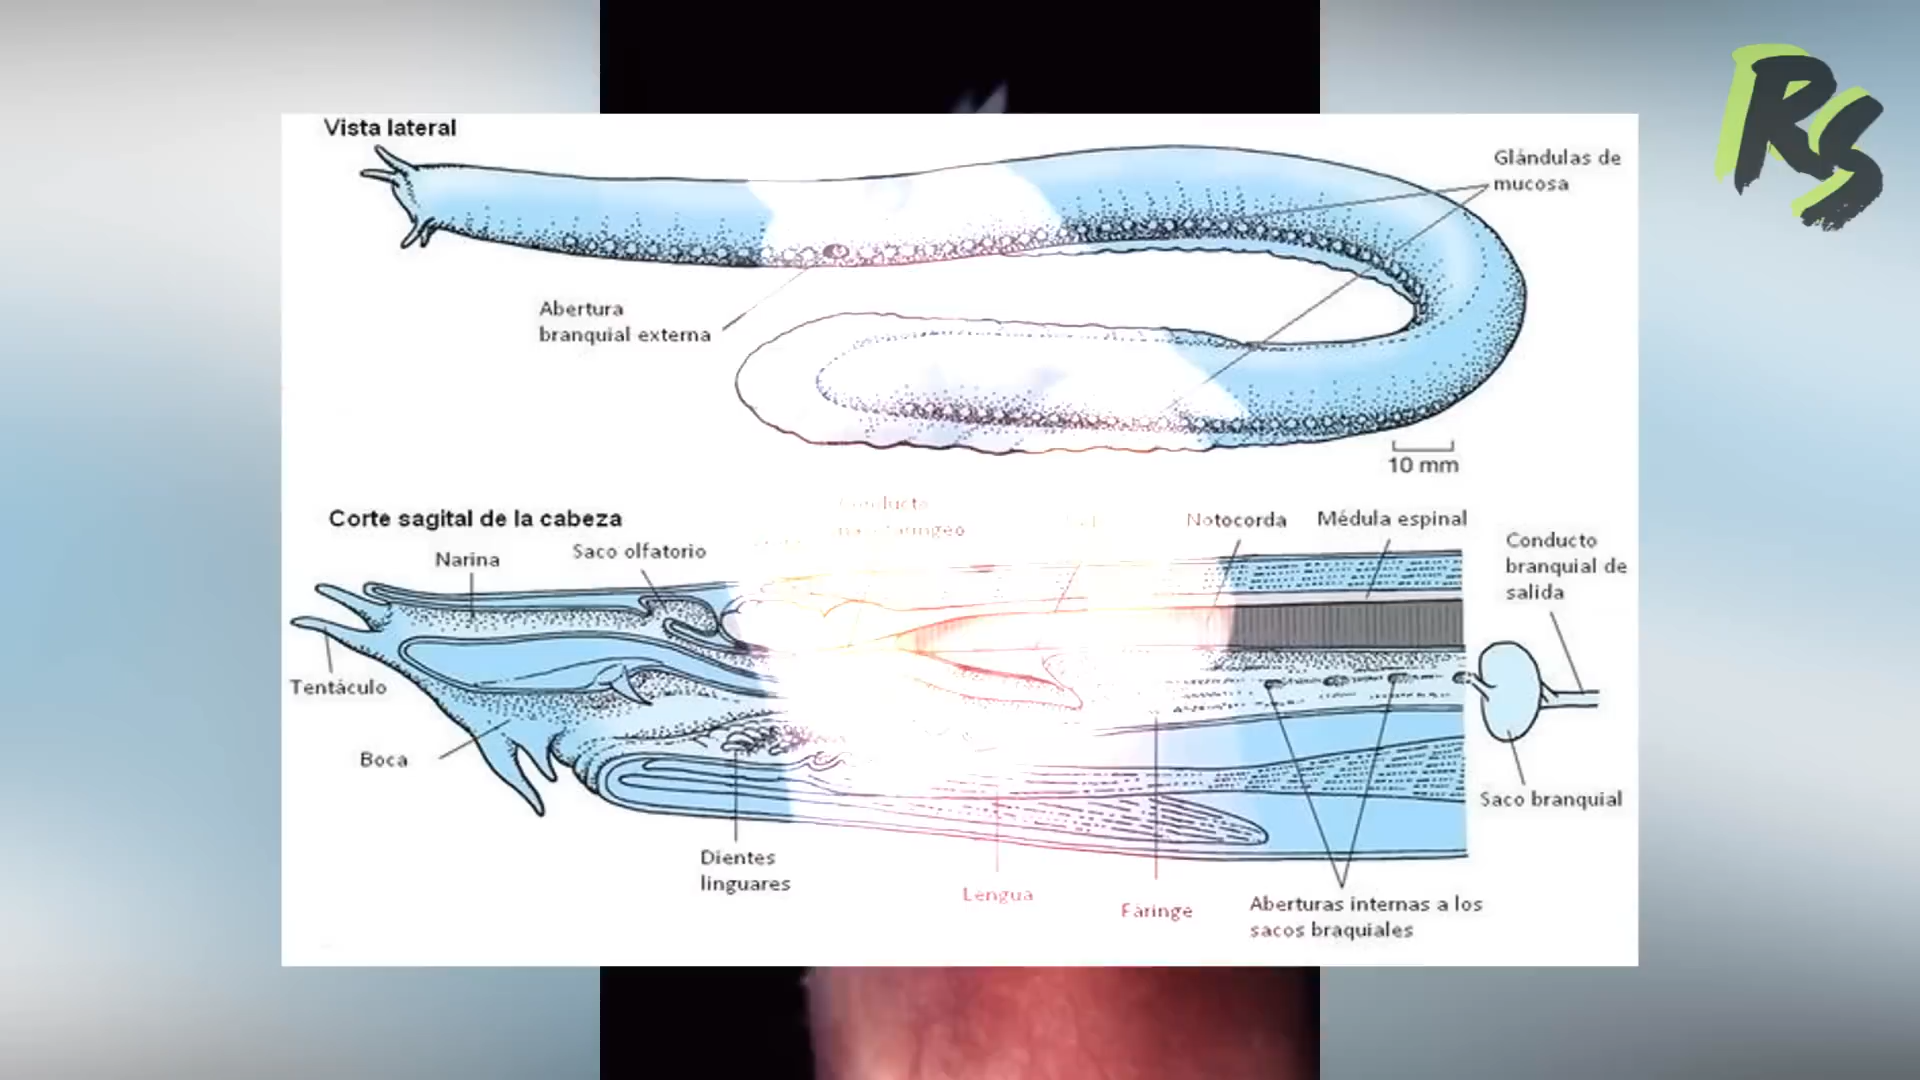 RS
Vista lateral
Glándulas de
mucosa
Abertura
branquial externa
10 mm
Corte sagital de la cabeza
Narina
Saco olfatorio
Conducto
Notocorda
Médula espinal
Conducto
branquial de
salida
Tentáculo
Boca
Saco branquial
Dientes
linguares
Lengua
Faringe
Aberturas internas a los
sacos braquiales